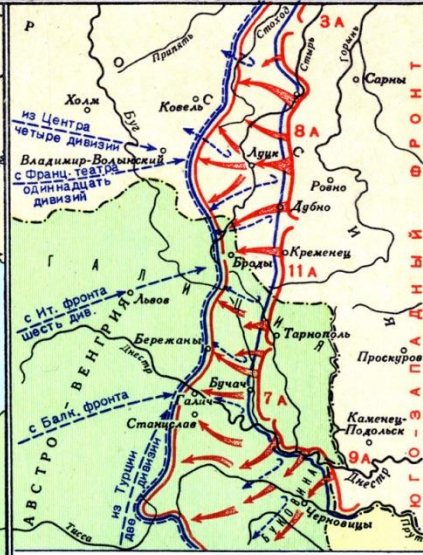 Р
О
С
С
И
Я
3А
Стоход
Стырь
Горынь
Припять
Сарны
Холм
Ковель
Буг
из Центра
четыре дивизии
8А
Луцк
Владимир-Волынский
с Франц. театра
одиннадцать
дивизий
Ровно
Дубно
Кременец
Броды
11А
ГАЛИЦИЯ
Львов
с Ит. фронта
шесть див.
Тарнополь
Бережаны
Проскуров
Днестр
Бучач
7А
Галич
Станислав
с Балк. фронта
Каменец-
Подольск
9А
Днестр
из Турции
две дивизии
Черновицы
Тисса
Прут
АВСТРО-ВЕНГРИЯ
ЮГО-ЗАПАДНЫЙ ФРОНТ